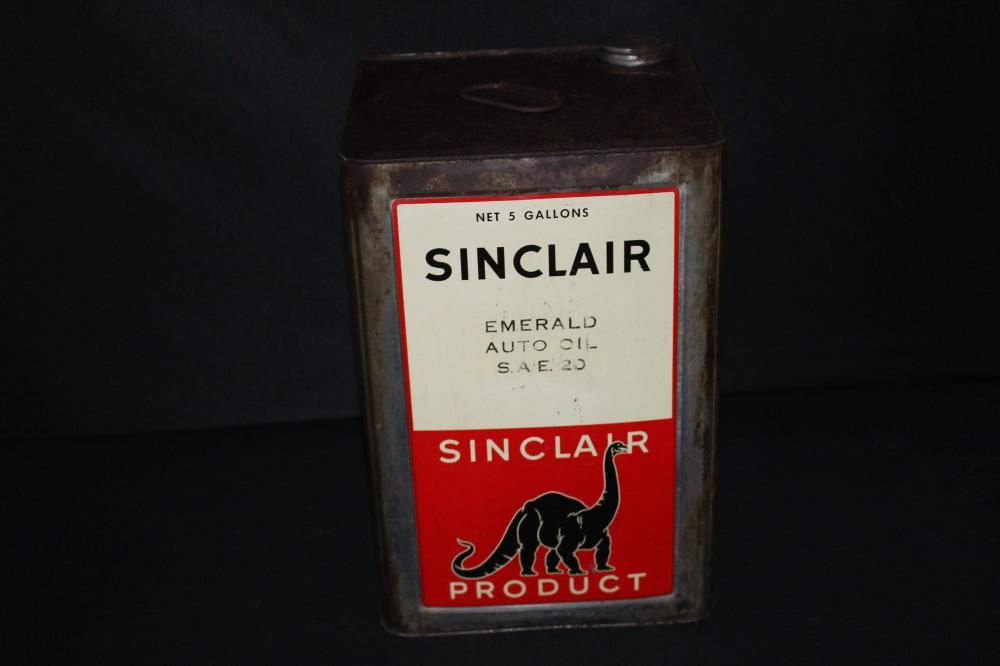 NET 5 GALLONS
SINCLAIR
EMERALD
AUTO OIL
S.A.E. 20
SINCLAIR
PRODUCT